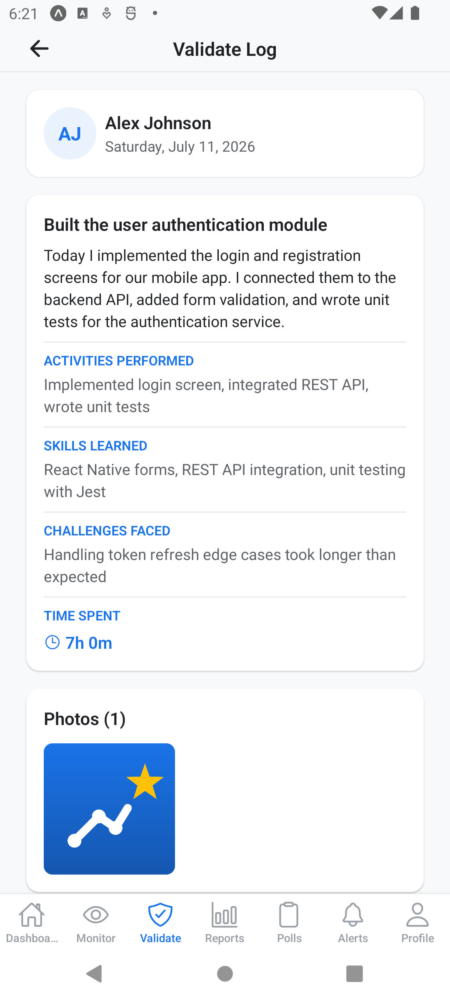 6:21
Validate Log
AJ
Alex Johnson
Saturday, July 11, 2026
Built the user authentication module
Today I implemented the login and registration
screens for our mobile app. I connected them to the
backend API, added form validation, and wrote unit
tests for the authentication service.
ACTIVITIES PERFORMED
Implemented login screen, integrated REST API,
wrote unit tests
SKILLS LEARNED
React Native forms, REST API integration, unit testing
with Jest
CHALLENGES FACED
Handling token refresh edge cases took longer than
expected
TIME SPENT
7h 0m
Photos (1)
Dashboa... Monitor Validate Reports Polls Alerts Profile